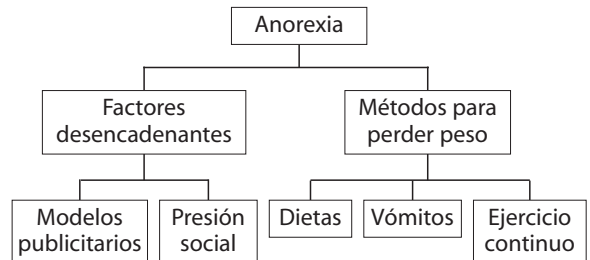 Anorexia
Factores
desencadenantes
Métodos para
perder peso
Modelos
publicitarios
Presión
social
Dietas
Vómitos
Ejercicio
continuo